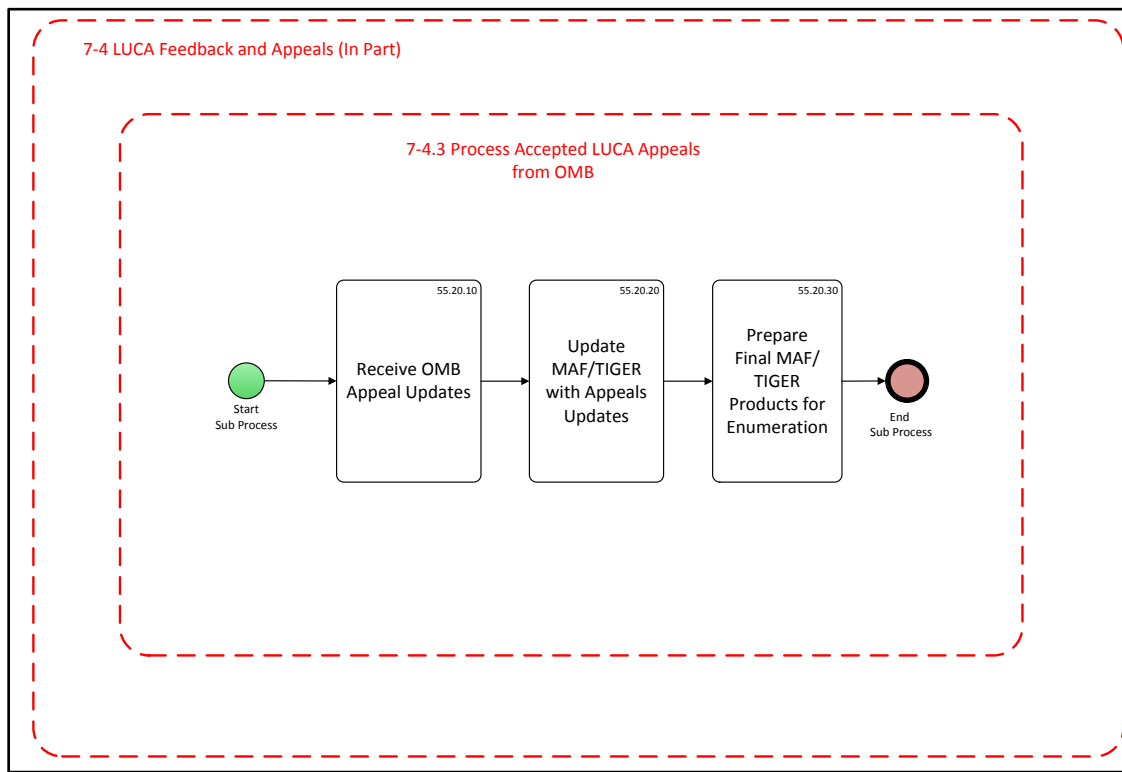 7-4 LUCA Feedback and Appeals (In Part)
7-4.3 Process Accepted LUCA Appeals
from OMB
Start
Sub Process
55.20.10
Receive OMB
Appeal Updates
55.20.20
Update
MAF/TIGER
with Appeals
Updates
55.20.30
Prepare
Final MAF/
TIGER
Products for
Enumeration
End
Sub Process